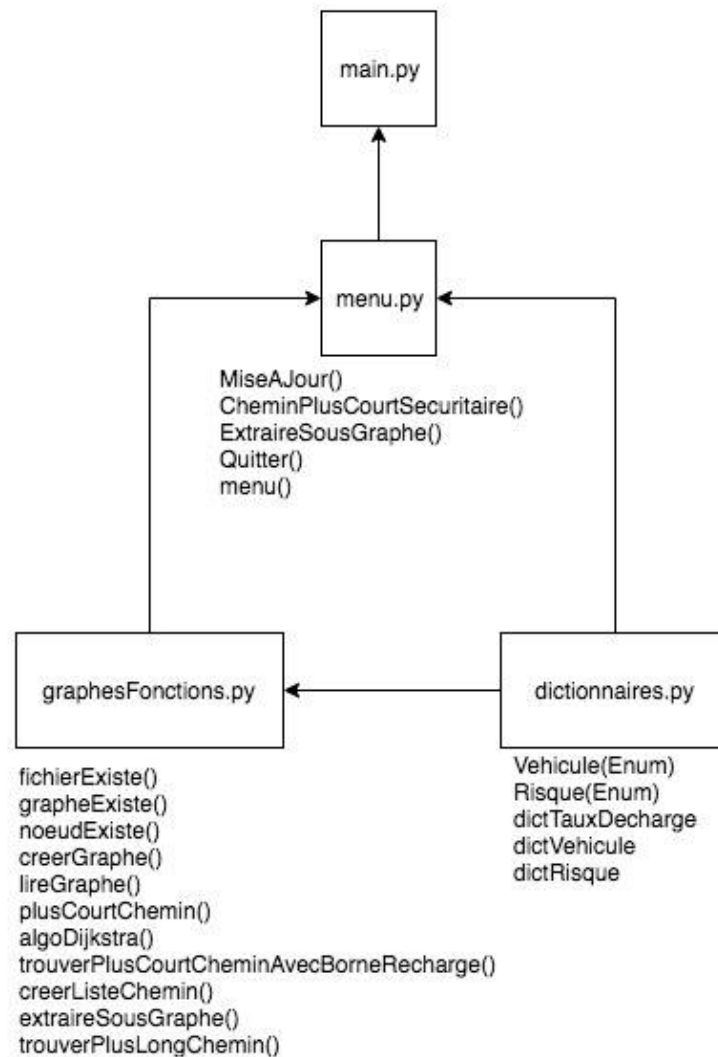 main.py
menu.py
MiseAJour()
CheminPlusCourtSecuritaire()
ExtraireSousGraphe()
Quitter()
menu()
graphesFonctions.py
dictionnaires.py
fichierExiste()
grapheExiste()
noeudExiste()
creerGraphe()
lireGraphe()
plusCourtChemin()
algoDijkstra()
trouverPlusCourtCheminAvecBorneRecharge()
creerListeChemin()
extraireSousGraphe()
trouverPlusLongChemin()
Vehicule(Enum)
Risque(Enum)
dictTauxDecharge
dictVehicule
dictRisque